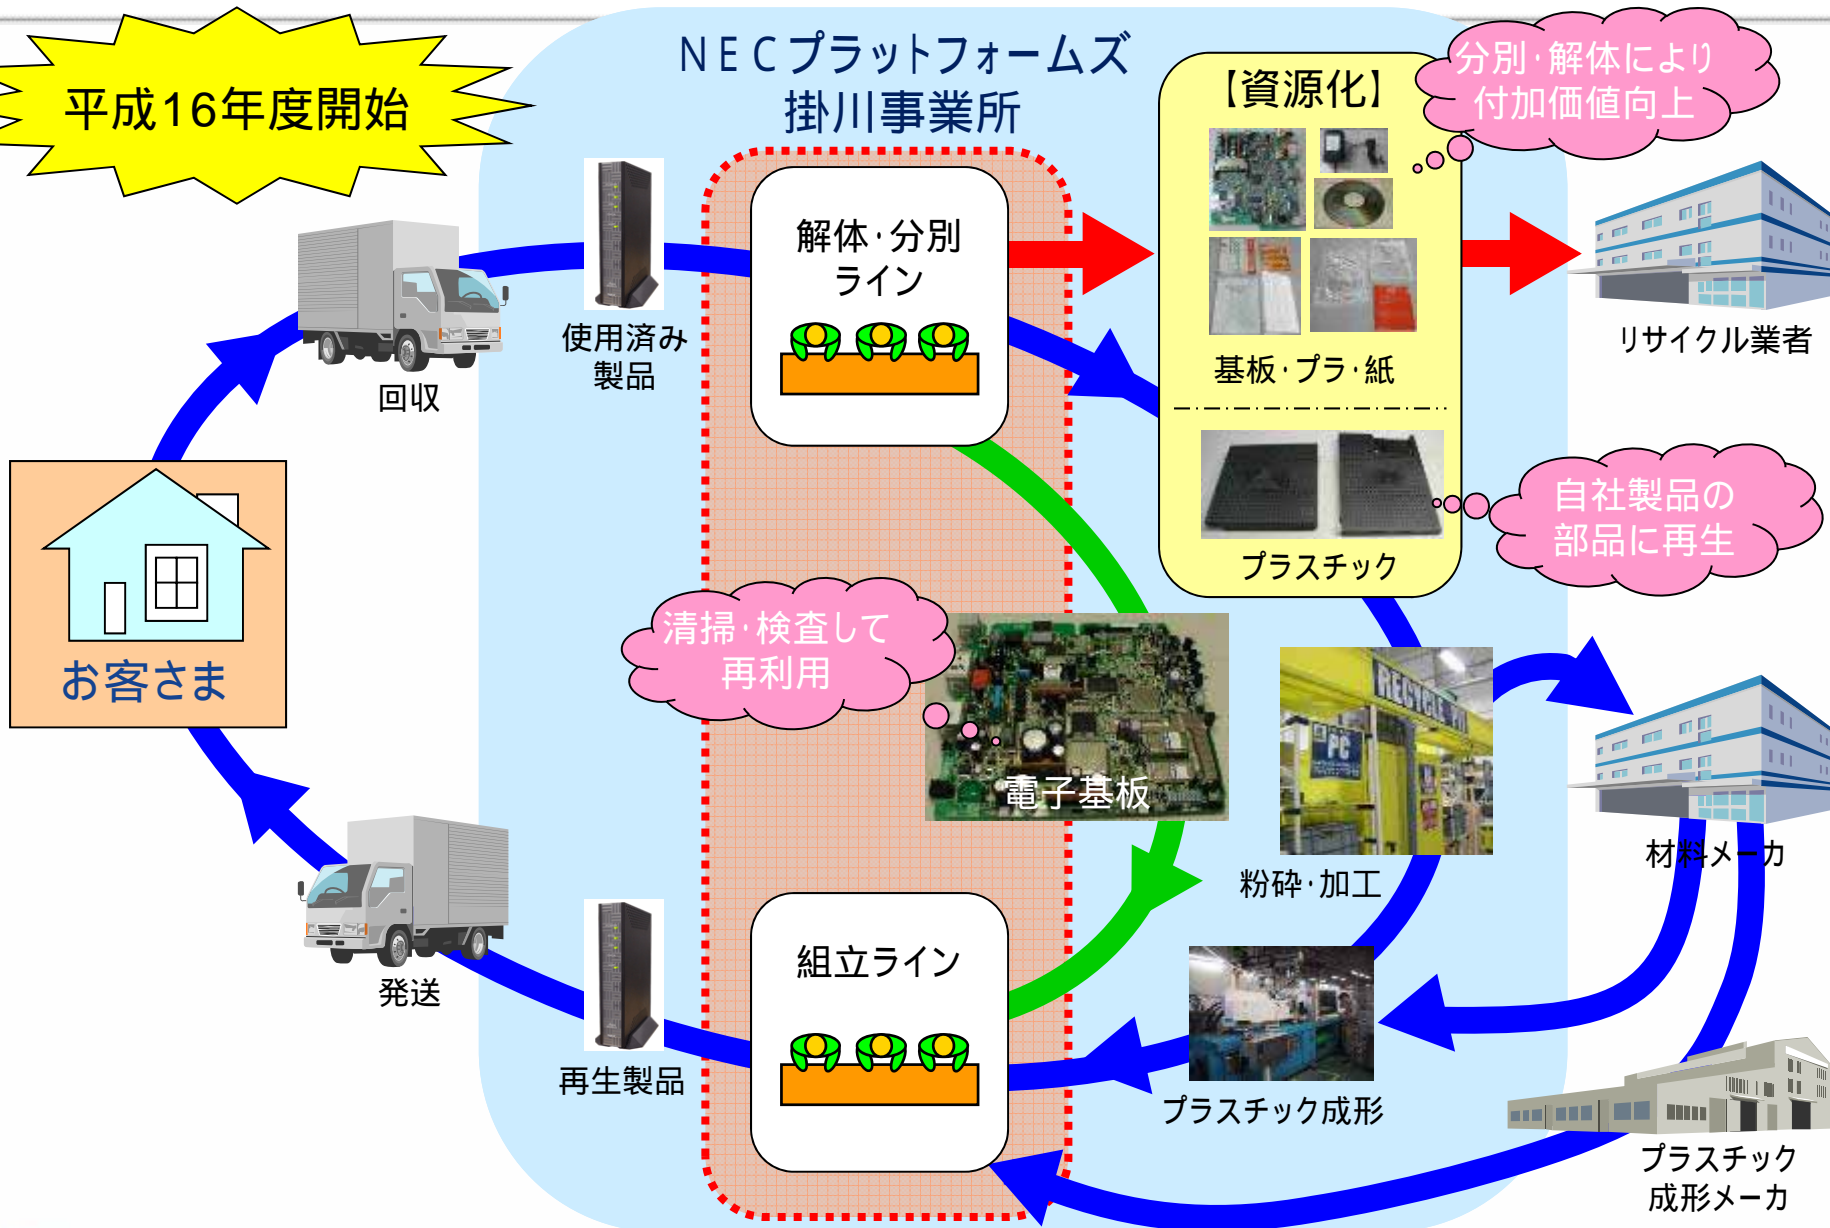 平成16年度開始
NECプラットフォームズ
掛川事業所
【資源化】
分別・解体により
付加価値向上
解体・分別
ライン
使用済み
製品
回収
基板・プラ・紙
リサイクル業者
自社製品の
部品に再生
プラスチック
お客さま
清掃・検査して
再利用
電子基板
RECYCLE
PC
粉砕・加工
材料メーカ
組立ライン
発送
再生製品
プラスチック成形
プラスチック
成形メーカ